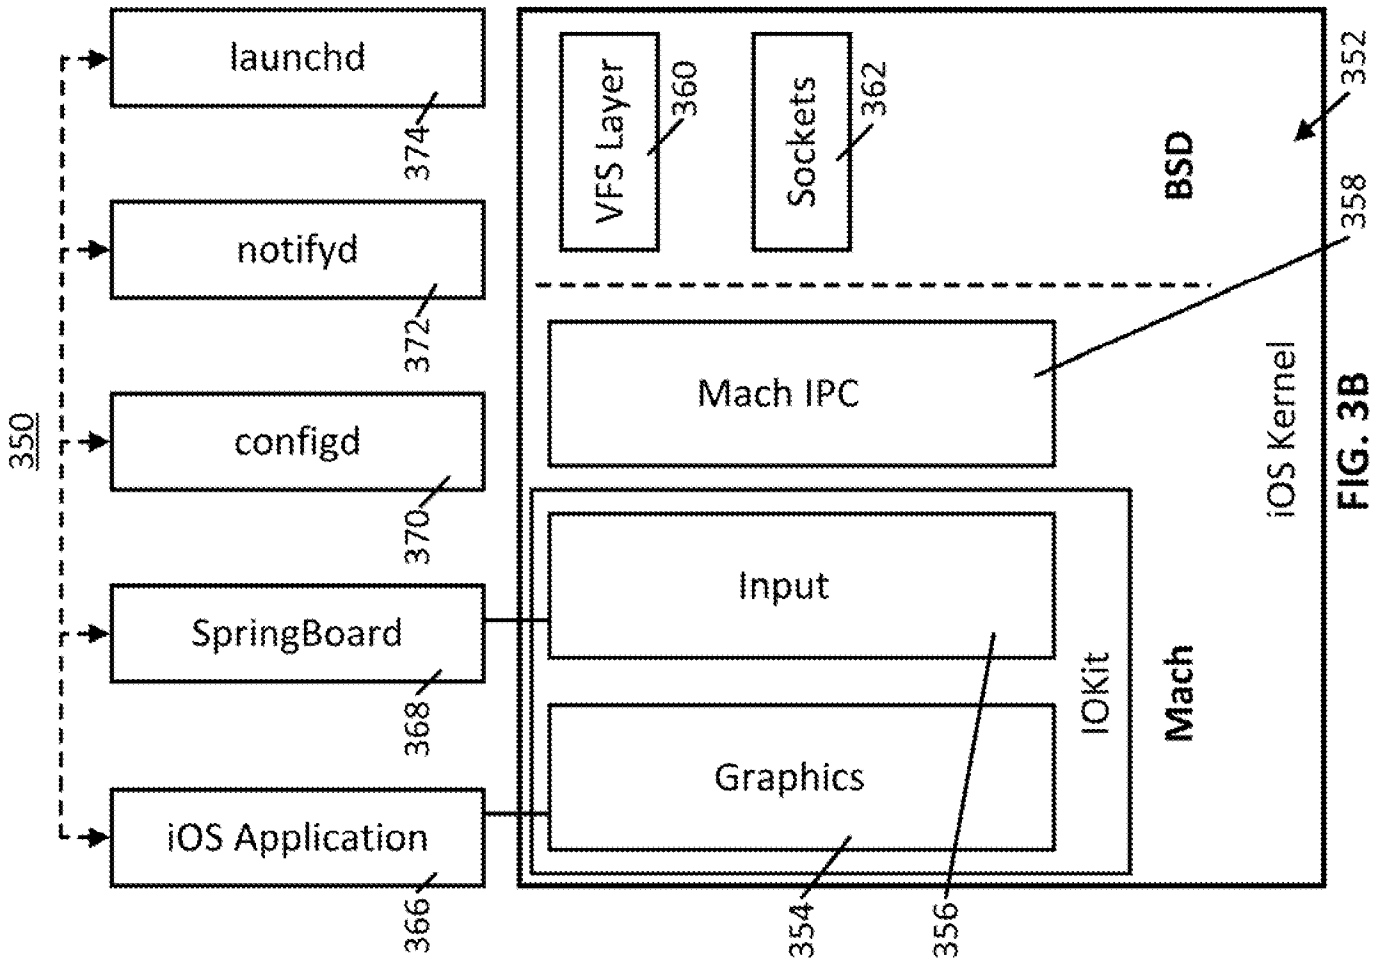 350
launchd
374
notifyd
372
configd
370
SpringBoard
368
iOS Application
366
VFS Layer
360
Sockets
362
BSD
352
358
Mach IPC
Input
Graphics
IOKit
Mach
iOS Kernel
354
356
FIG. 3B